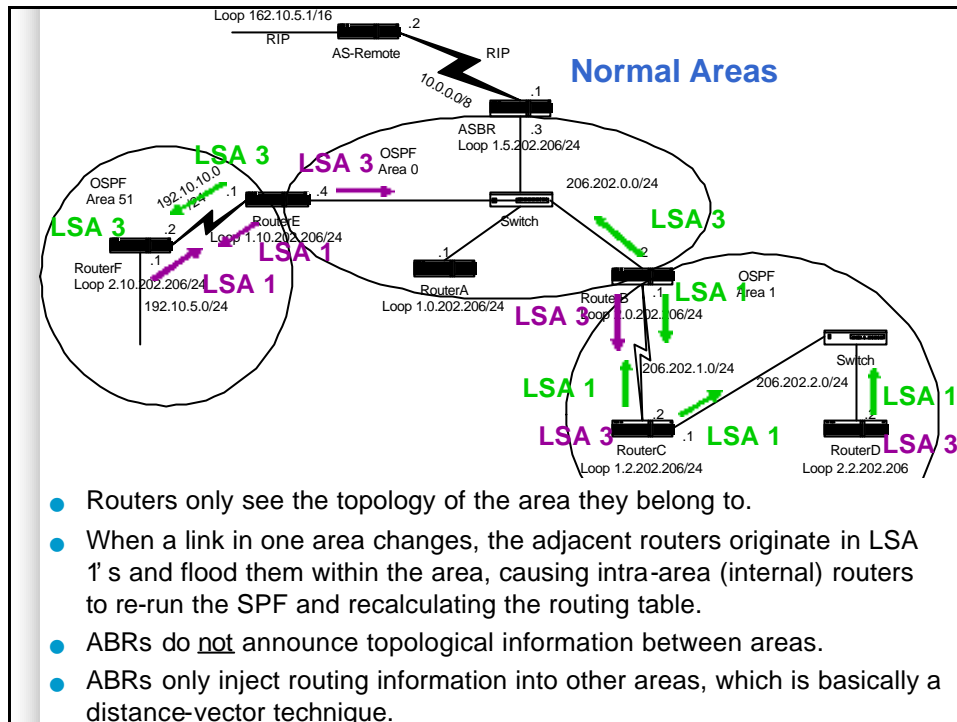 Loop 162.10.5.1/16
RIP
.2
AS-Remote
RIP
Normal Areas
10.0.0.0/8
.1
ASBR
.3
Loop 1.5.202.206/24
LSA 3
LSA 3
OSPF
Area 0
OSPF
Area 51
192.10.10.0
/24
.1
.4
206.202.0.0/24
LSA 3
RouterE
Switch
LSA 3
.2
Loop 1.10.202.206/24
LSA 1
.1
RouterF
Loop 2.10.202.206/24
.1
LSA 1
192.10.5.0/24
.1
RouterA
Loop 1.0.202.206/24
.2
OSPF
Area 1
RouterB
.1
LSA 1
Loop 2.0.202.206/24
LSA 3
Switch
206.202.1.0/24
206.202.2.0/24
LSA 1
LSA 1
.2
.2
LSA 3
.1
LSA 1
RouterC
RouterD
LSA 3
Loop 1.2.202.206/24
Loop 2.2.202.206
● Routers only see the topology of the area they belong to.
● When a link in one area changes, the adjacent routers originate in LSA
1's and flood them within the area, causing intra-area (internal) routers
to re-run the SPF and recalculating the routing table.
● ABRs do not announce topological information between areas.
● ABRs only inject routing information into other areas, which is basically a
distance-vector technique.